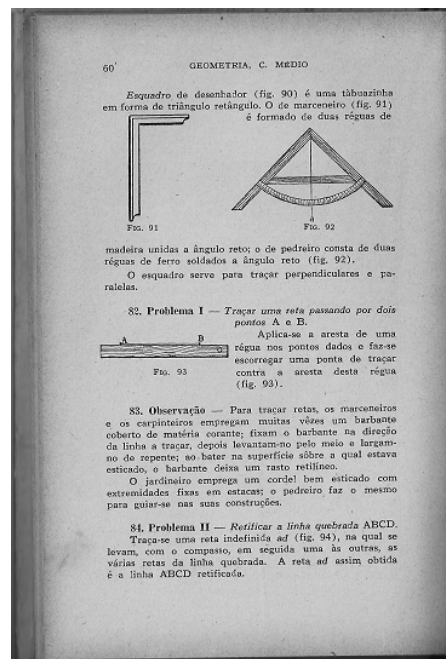 60
GEOMETRIA, C. MÉDIO
Esquadro de desenhador (fig. 90) é uma tàbuazinha
em forma de triângulo retângulo. O de marceneiro (fig. 91)
é formado de duas réguas de
FIG. 91
FIG. 92
madeira unidas a ângulo reto; o de pedreiro consta de duas
réguas de ferro soldados a ângulo reto (fig. 92).
O esquadro serve para traçar perpendiculares e pa-
ralelas.
82. Problema I — Traçar uma reta passando por dois
pontos A e B.
A B
Aplica-se a aresta de uma
régua nos pontos dados e faz-se
escorregar uma ponta de traçar
contra a aresta desta régua
(fig. 93).
FIG. 93
83. Observação — Para traçar retas, os marceneiros
e os carpinteiros empregam muitas vêzes um barbante
coberto de matéria corante; fixam o barbante na direção
da linha a traçar, depois levantam-no pelo meio e largam-
no de repente; ao bater na superfície sôbre a qual estava
esticado, o barbante deixa um rasto retilíneo.
O jardineiro emprega um cordel bem esticado com
extremidades fixas em estacas; o pedreiro faz o mesmo
para guiar-se nas suas construções.
84. Problema II — Retificar a linha quebrada ABCD.
Traça-se uma reta indefinida ad (fig. 94), na qual se
levam, com o compasso, em seguida uma às outras, as
várias retas da linha quebrada. A reta ad assim obtida
é a linha ABCD retificada.